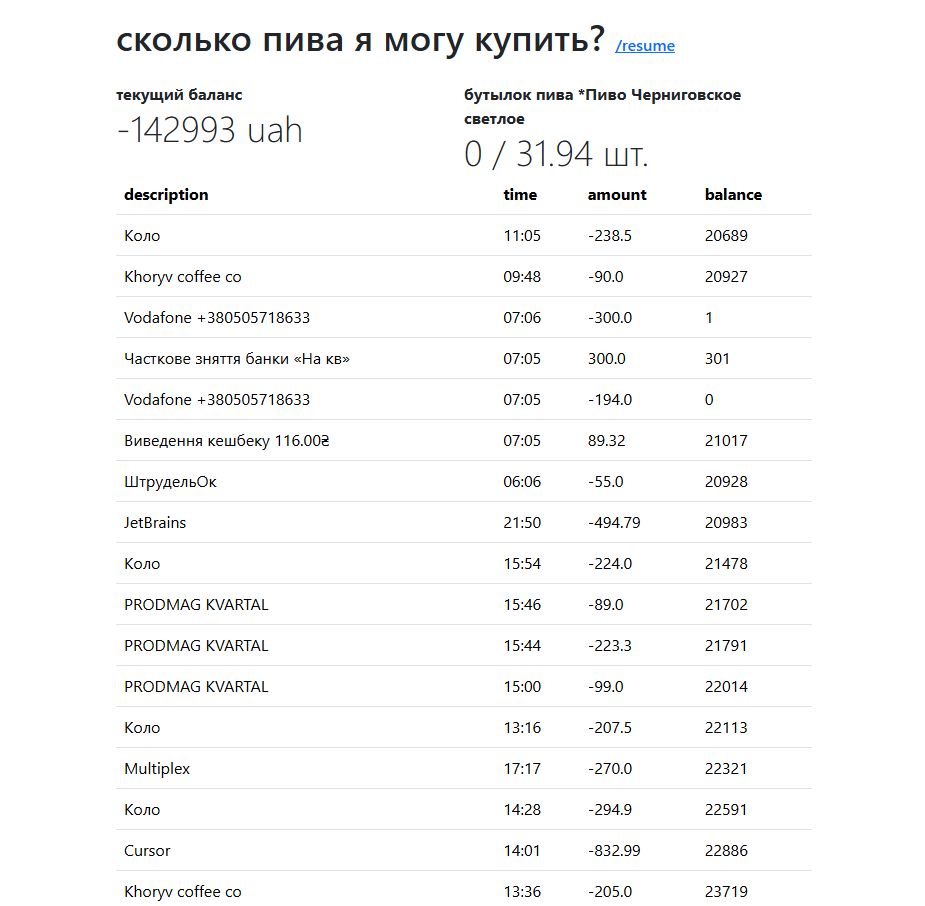 сколько пива я могу купить? /resume
текущий баланс
-142993 uah
бутылок пива *Пиво Черниговское
светлое
0 / 31.94 шт.
description time amount balance
Коло 11:05 -238.5 20689
Khoryv coffee co 09:48 -90.0 20927
Vodafone +380505718633 07:06 -300.0 1
Часткове зняття банки «На кв» 07:05 300.0 301
Vodafone +380505718633 07:05 -194.0 0
Виведення кешбеку 116.00₴ 07:05 89.32 21017
ШтрудельОк 06:06 -55.0 20928
JetBrains 21:50 -494.79 20983
Коло 15:54 -224.0 21478
PRODMAG KVARTAL 15:46 -89.0 21702
PRODMAG KVARTAL 15:44 -223.3 21791
PRODMAG KVARTAL 15:00 -99.0 22014
Коло 13:16 -207.5 22113
Multiplex 17:17 -270.0 22321
Коло 14:28 -294.9 22591
Cursor 14:01 -832.99 22886
Khoryv coffee co 13:36 -205.0 23719